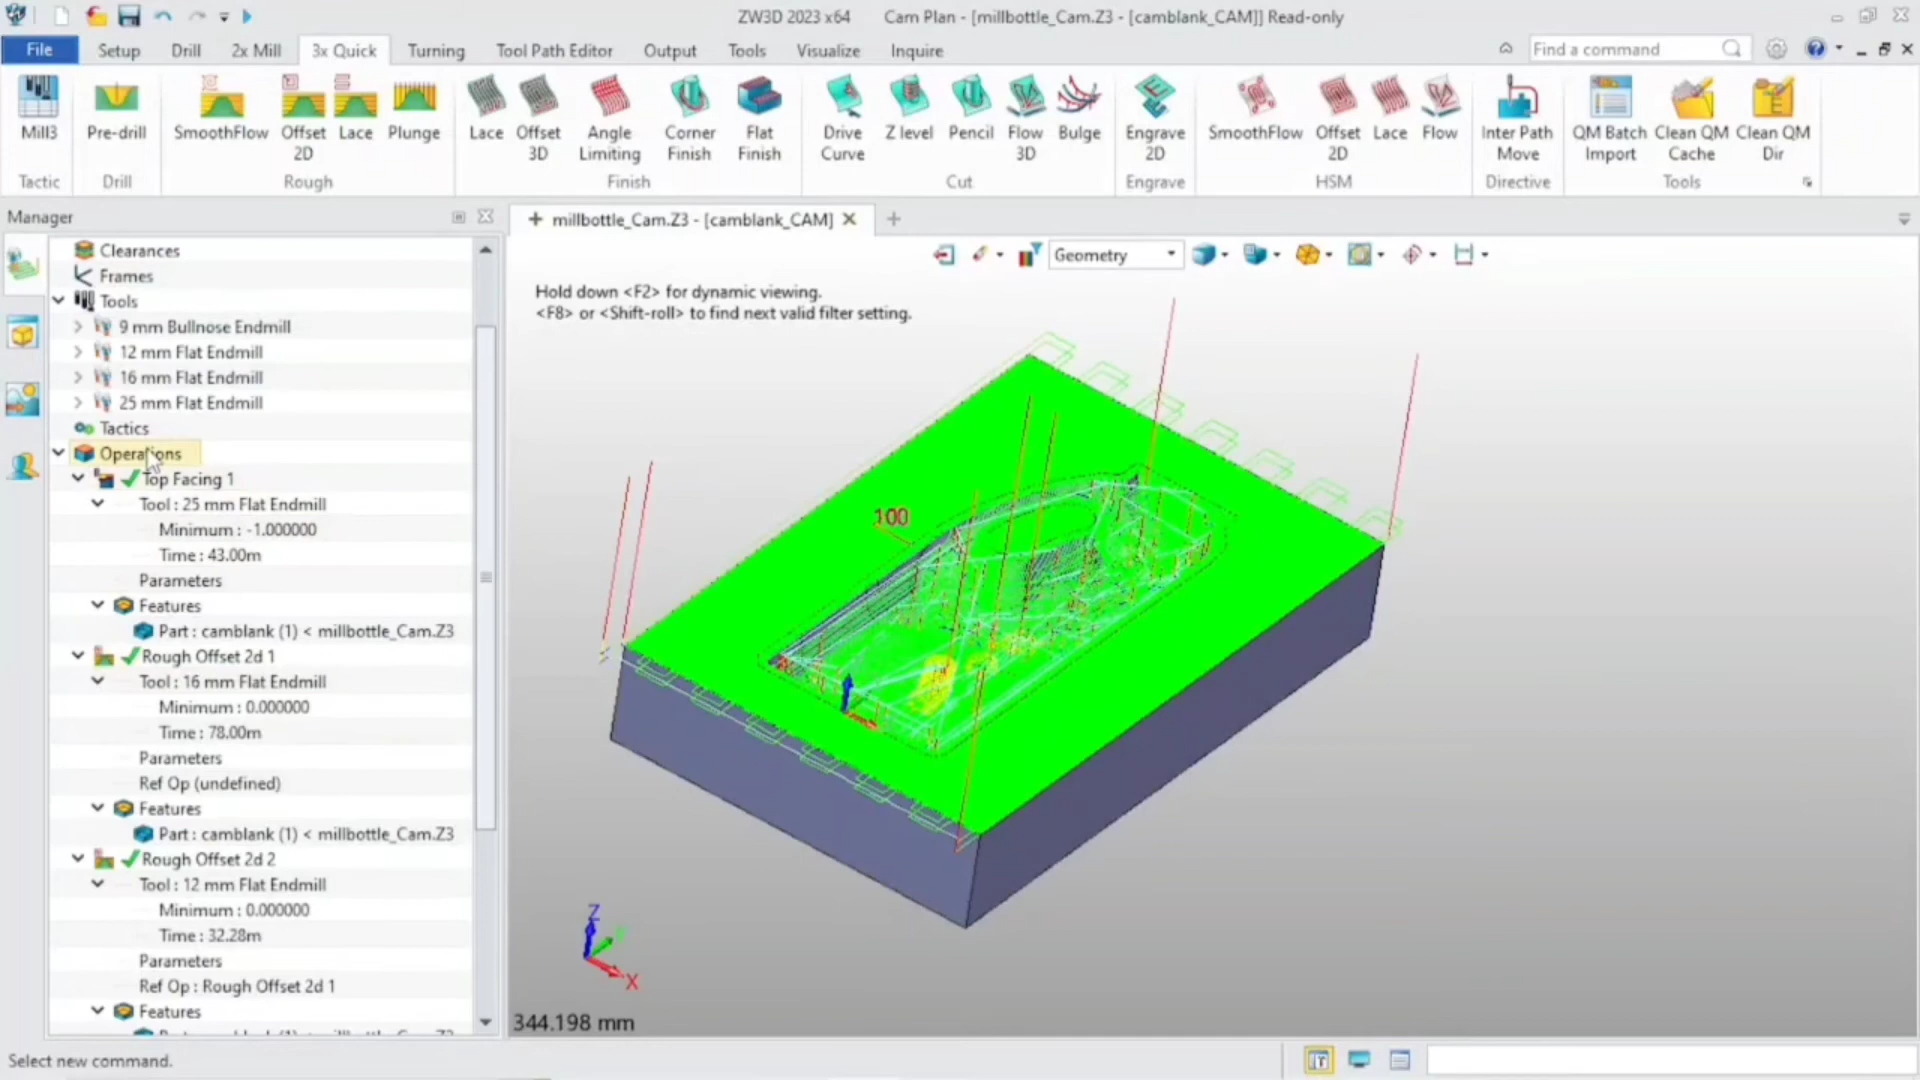 ZW3D 2023 x64 Cam Plan - [millbottle_Cam.Z3 - [camblank_CAM]] Read-only
File Setup Drill 2x Mill 3x Quick Turning Tool Path Editor Output Tools Visualize Inquire Find a command
Mill3 Pre-drill SmoothFlow Offset 2D Lace Plunge Lace Offset 3D Angle Limiting Corner Finish Flat Finish Drive Curve Z level Pencil Flow 3D Bulge Engrave 2D SmoothFlow Offset 2D Lace Flow Inter Path Move QM Batch Import Clean QM Cache Clean QM Dir
Tactic Drill Rough Finish Cut Engrave HSM Directive Tools
Manager
millbottle_Cam.Z3 - [camblank_CAM]
Geometry
Hold down <F2> for dynamic viewing.
<F8> or <Shift-roll> to find next valid filter setting.
Clearances
Frames
Tools
9 mm Bullnose Endmill
12 mm Flat Endmill
16 mm Flat Endmill
25 mm Flat Endmill
Tactics
Operations
Top Facing 1
Tool : 25 mm Flat Endmill
Minimum : -1.000000
Time : 43.00m
Parameters
Features
Part : camblank (1) < millbottle_Cam.Z3
Rough Offset 2d 1
Tool : 16 mm Flat Endmill
Minimum : 0.000000
Time : 78.00m
Parameters
Ref Op (undefined)
Features
Part : camblank (1) < millbottle_Cam.Z3
Rough Offset 2d 2
Tool : 12 mm Flat Endmill
Minimum : 0.000000
Time : 32.28m
Parameters
Ref Op : Rough Offset 2d 1
Features
100
Z
X
344.198 mm
Select new command.